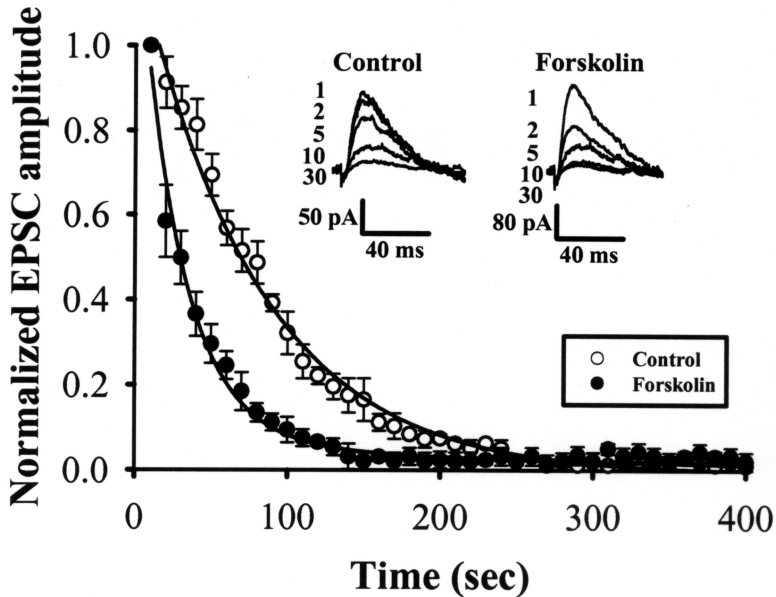 Normalized EPSC amplitude
1.0
0.8
0.6
0.4
0.2
0.0
0
100
200
300
400
Time (sec)
Control
1
2
5
10
30
50 pA
40 ms
Forskolin
1
2
5
10
30
80 pA
40 ms
Control
Forskolin